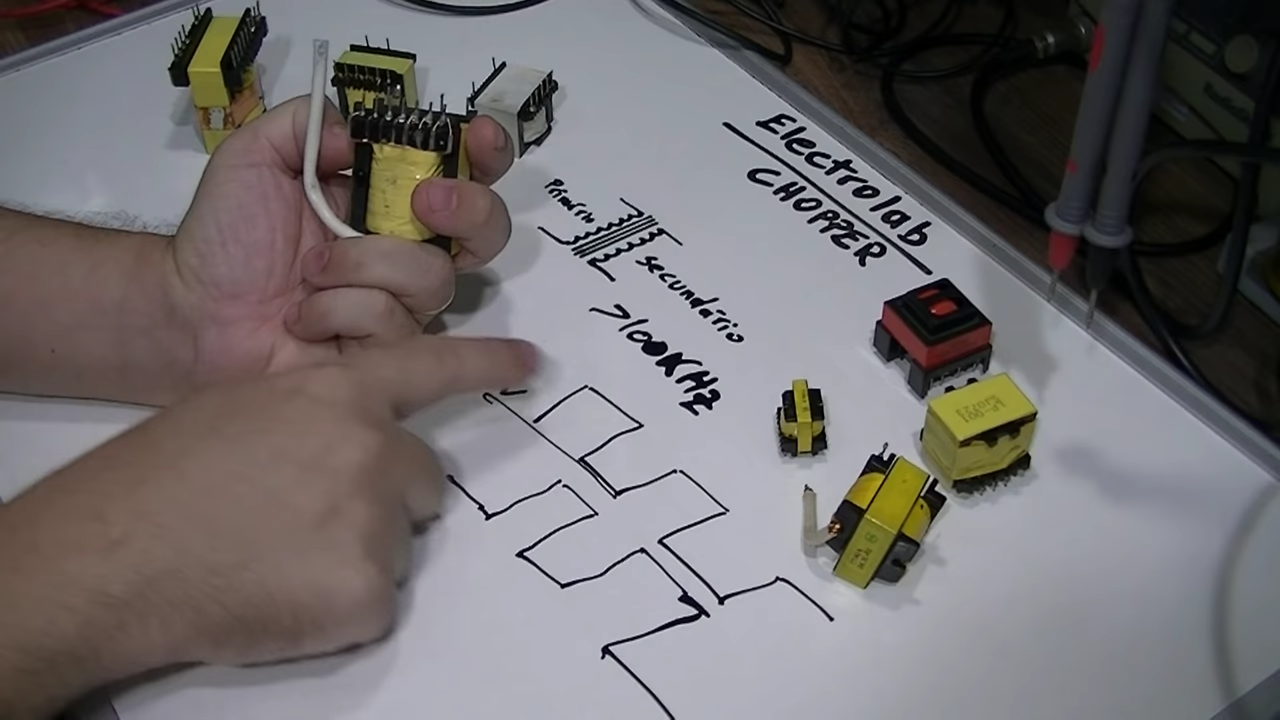 Electrolab
CHOPPER
Primário
secundário
>100KHz